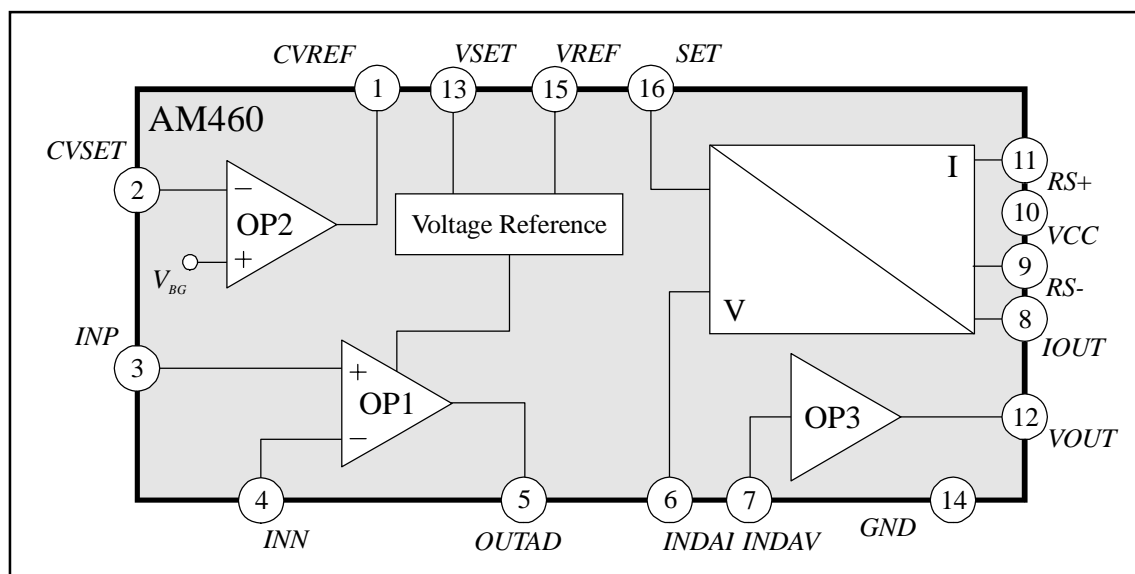 CVREF VSET VREF SET
1 13 15 16
AM460
CVSET
2
−
OP2
+
V_BG
Voltage Reference
I
V
11
RS+
10
VCC
9
RS-
8
IOUT
INP
3
+
OP1
−
OP3
12
VOUT
4 5 6 7 14
INN OUTAD INDAI INDAV GND